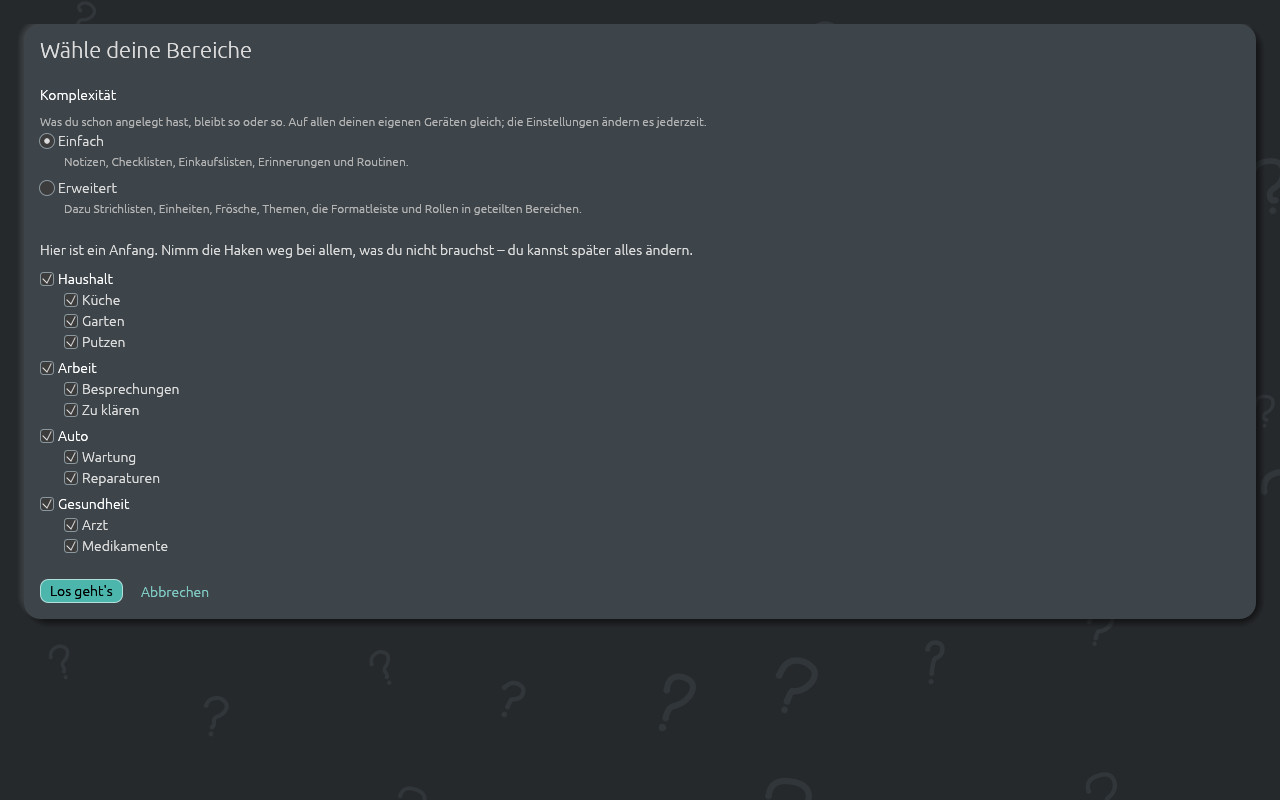 Wähle deine Bereiche
Komplexität
Was du schon angelegt hast, bleibt so oder so. Auf allen deinen eigenen Geräten gleich; die Einstellungen ändern es jederzeit.
Einfach
Notizen, Checklisten, Einkaufslisten, Erinnerungen und Routinen.
Erweitert
Dazu Strichlisten, Einheiten, Frösche, Themen, die Formatleiste und Rollen in geteilten Bereichen.
Hier ist ein Anfang. Nimm die Haken weg bei allem, was du nicht brauchst – du kannst später alles ändern.
Haushalt
Küche
Garten
Putzen
Arbeit
Besprechungen
Zu klären
Auto
Wartung
Reparaturen
Gesundheit
Arzt
Medikamente
Los geht's Abbrechen